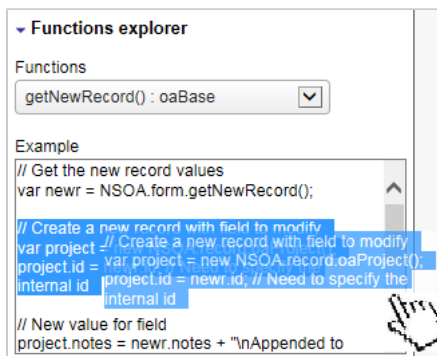 Functions explorer
Functions
getNewRecord() : oaBase
Example
// Get the new record values
var newr = NSOA.form.getNewRecord();
// Create a new record with field to modify
var project =
project.id =
internal id
// Create a new record with field to modify
var project = new NSOA.record.oaProject();
project.id = newr.id; // Need to specify the
internal id
// New value for field
project.notes = newr.notes + "\nAppended to